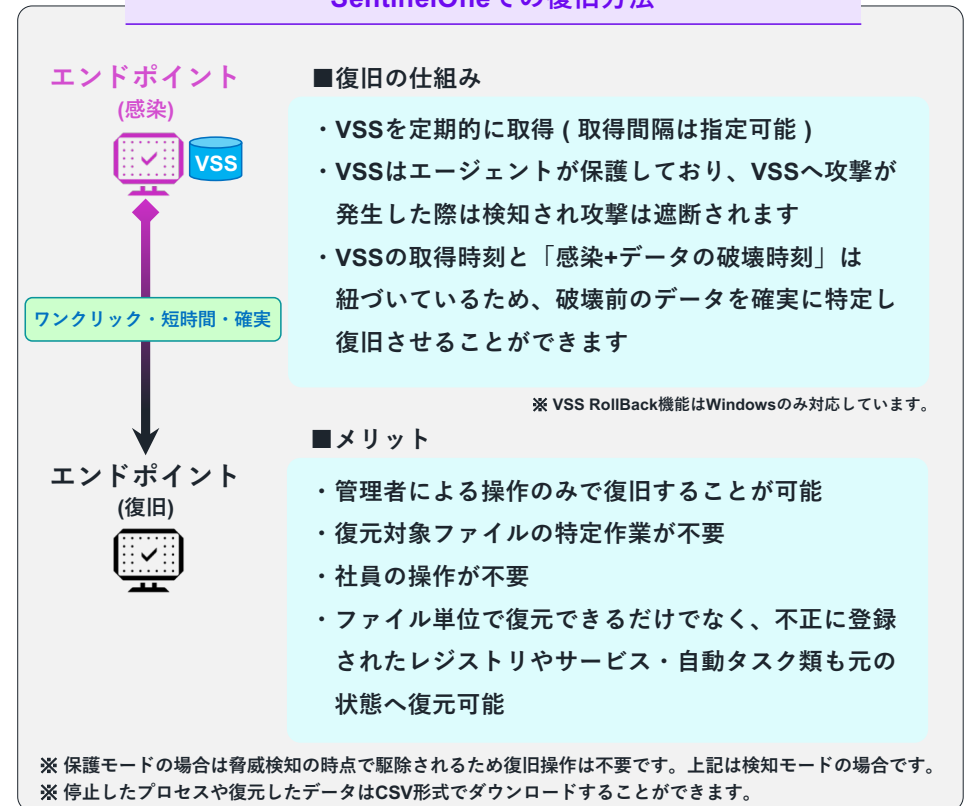 SentinelOneでの復旧方法
エンドポイント
(感染)
VSS
ワンクリック・短時間・確実
エンドポイント
(復旧)
■復旧の仕組み
・VSSを定期的に取得 ( 取得間隔は指定可能 )
・VSSはエージェントが保護しており、VSSへ攻撃が
発生した際は検知され攻撃は遮断されます
・VSSの取得時刻と「感染+データの破壊時刻」は
紐づいているため、破壊前のデータを確実に特定し
復旧させることができます
※ VSS RollBack機能はWindowsのみ対応しています。
■メリット
・管理者による操作のみで復旧することが可能
・復元対象ファイルの特定作業が不要
・社員の操作が不要
・ファイル単位で復元できるだけでなく、不正に登録
されたレジストリやサービス・自動タスク類も元の
状態へ復元可能
※ 保護モードの場合は脅威検知の時点で駆除されるため復旧操作は不要です。上記は検知モードの場合です。
※ 停止したプロセスや復元したデータはCSV形式でダウンロードすることができます。